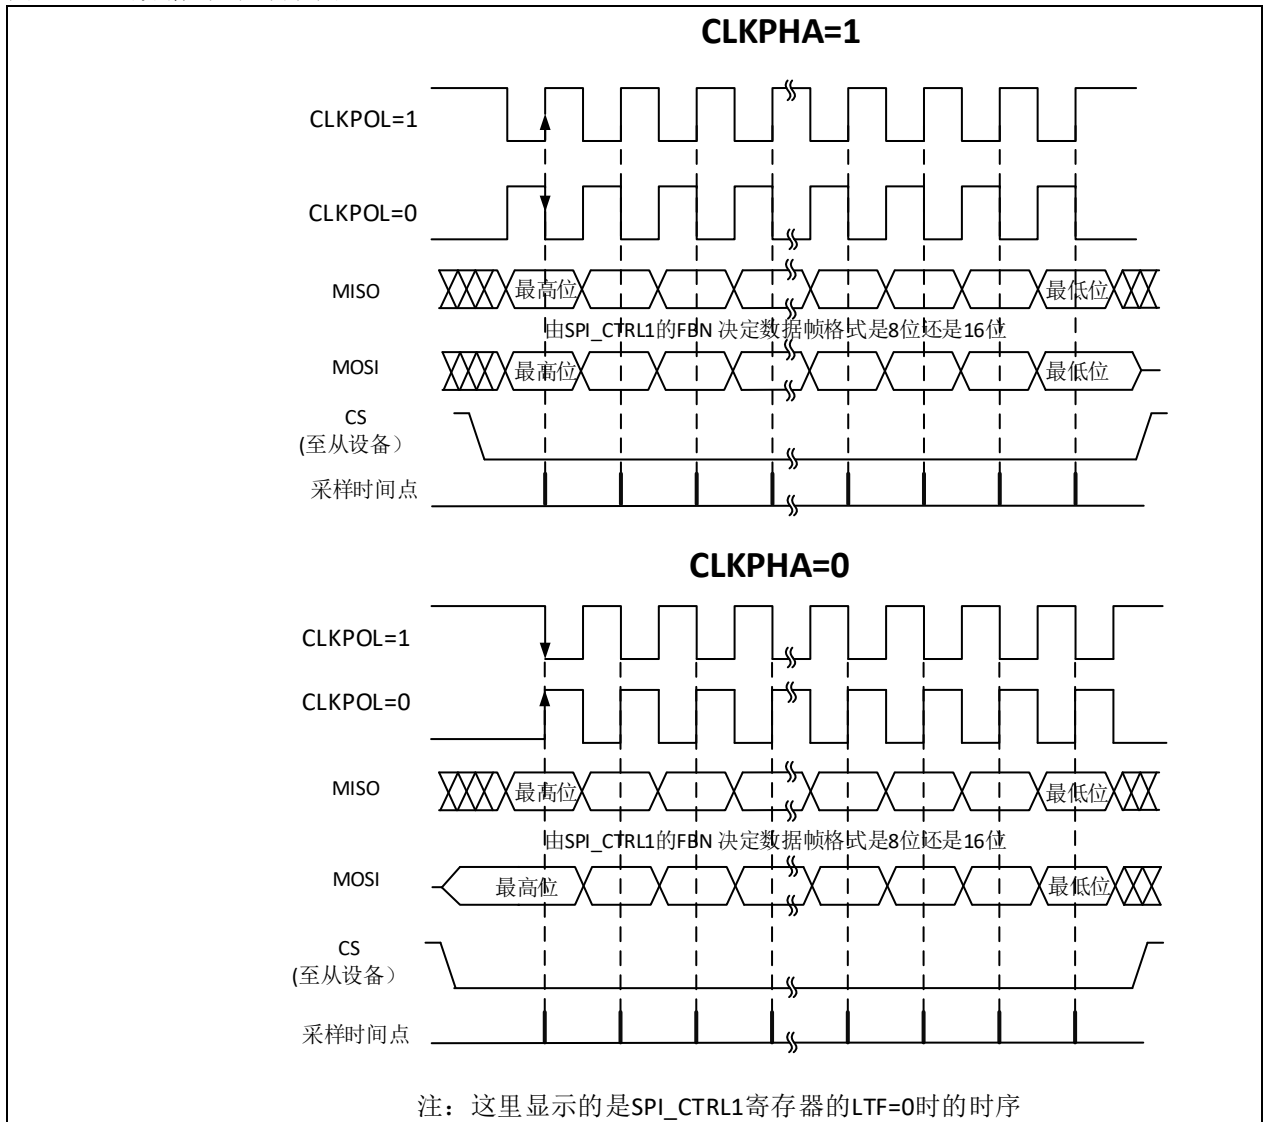 CLKPHA=1
CLKPOL=1
CLKPOL=0
MISO
最高位
最低位
由SPI_CTRL1的FBN 决定数据帧格式是8位还是16位
MOSI
最高位
最低位
CS
(至从设备）
采样时间点
CLKPHA=0
CLKPOL=1
CLKPOL=0
MISO
最高位
最低位
由SPI_CTRL1的FBN 决定数据帧格式是8位还是16位
MOSI
最高位
最低位
CS
(至从设备）
采样时间点
注：这里显示的是SPI_CTRL1寄存器的LTF=0时的时序